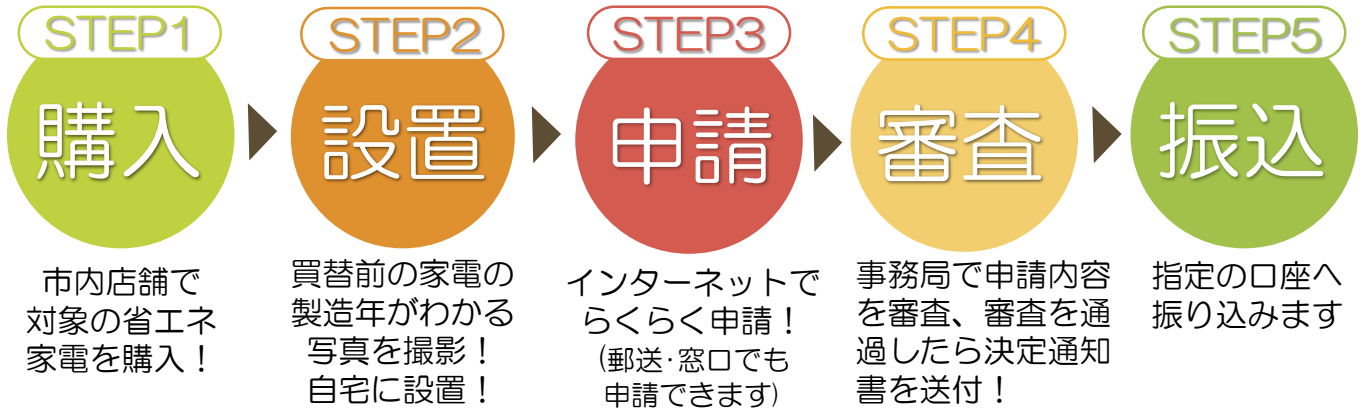 STEP1
購入
市内店舗で
対象の省エネ
家電を購入！
STEP2
設置
買替前の家電の
製造年がわかる
写真を撮影！
自宅に設置！
STEP3
申請
インターネットで
らくらく申請！
(郵送･窓口でも
申請できます)
STEP4
審査
事務局で申請内容
を審査、審査を通
過したら決定通知
書を送付！
STEP5
振込
指定の口座へ
振り込みます